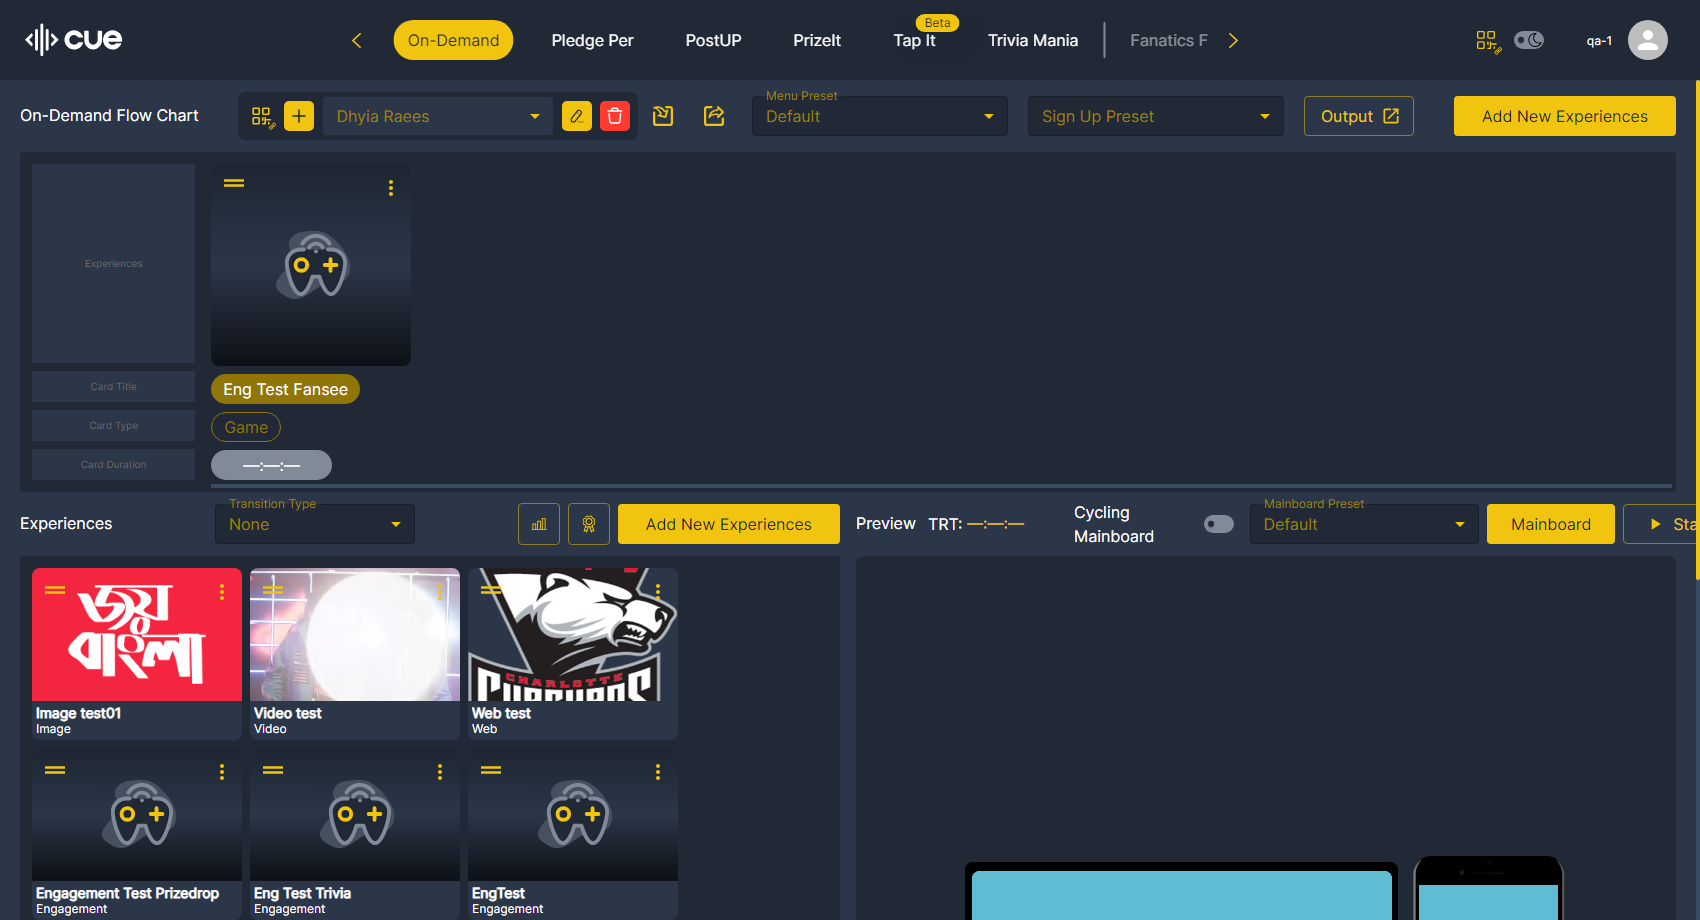 cue
On-Demand
Pledge Per
PostUP
PrizeIt
Tap It
Beta
Trivia Mania
Fanatics F
qa-1
On-Demand Flow Chart
Dhyia Raees
Menu Preset
Default
Sign Up Preset
Output
Add New Experiences
Experiences
Card Title
Card Type
Card Duration
Eng Test Fansee
Game
—:—:—
Experiences
Transition Type
None
Add New Experiences
Preview
TRT: —:—:—
Cycling
Mainboard
Mainboard Preset
Default
Mainboard
Sta
জয়
বাংলা
Image test01
Image
Video test
Video
CHARLOTTE
Web test
Web
Engagement Test Prizedrop
Engagement
Eng Test Trivia
Engagement
EngTest
Engagement